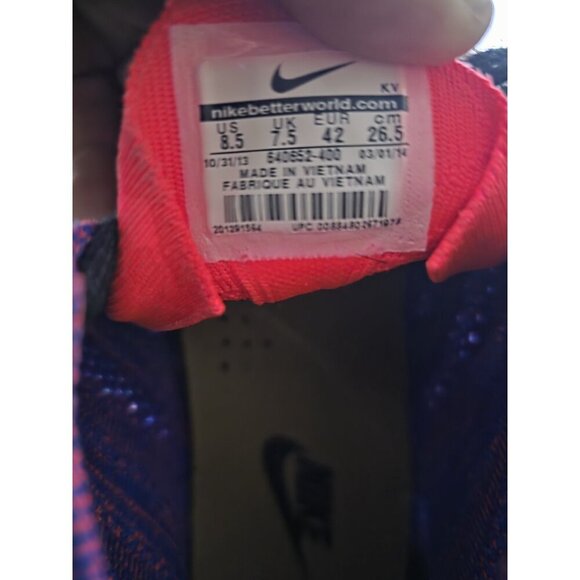 KV
nikebetterworld.com
US UK EUR cm
8.5 7.5 42 26.5
10/31/13 640652-400 03/01/14
MADE IN VIETNAM
FABRIQUE AU VIETNAM
NIKE